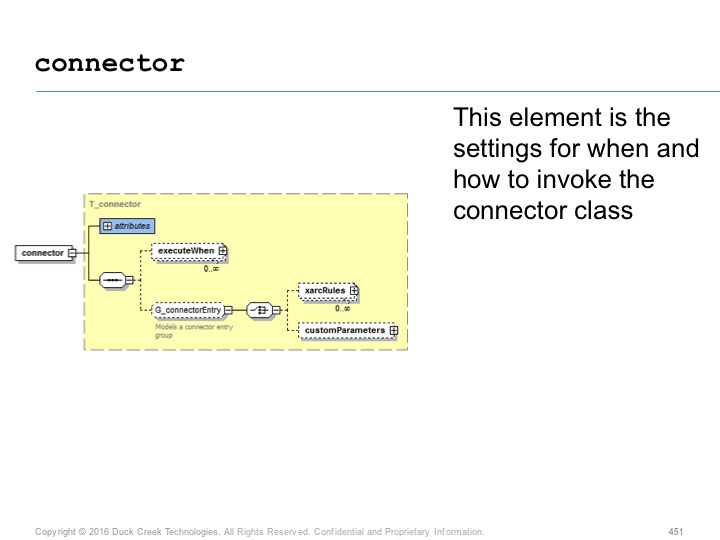 connector
This element is the
settings for when and
how to invoke the
connector class
T_connector
attributes
connector
executeWhen
0..∞
xarcRules
0..∞
G_connectorEntry
Models a connector entry
group
customParameters
Copyright © 2016 Duck Creek Technologies. All Rights Reserved. Confidential and Proprietary Information.
451